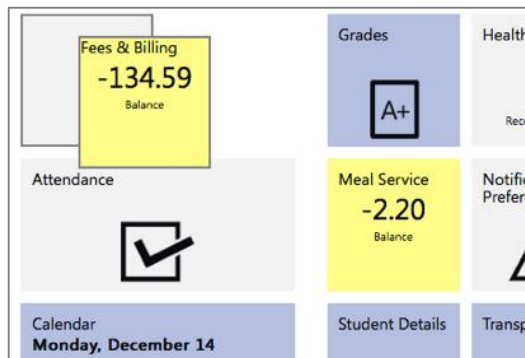 Fees & Billing
-134.59
Balance
Grades
A+
Health
Attendance
Meal Service
-2.20
Balance
Calendar
Monday, December 14
Student Details